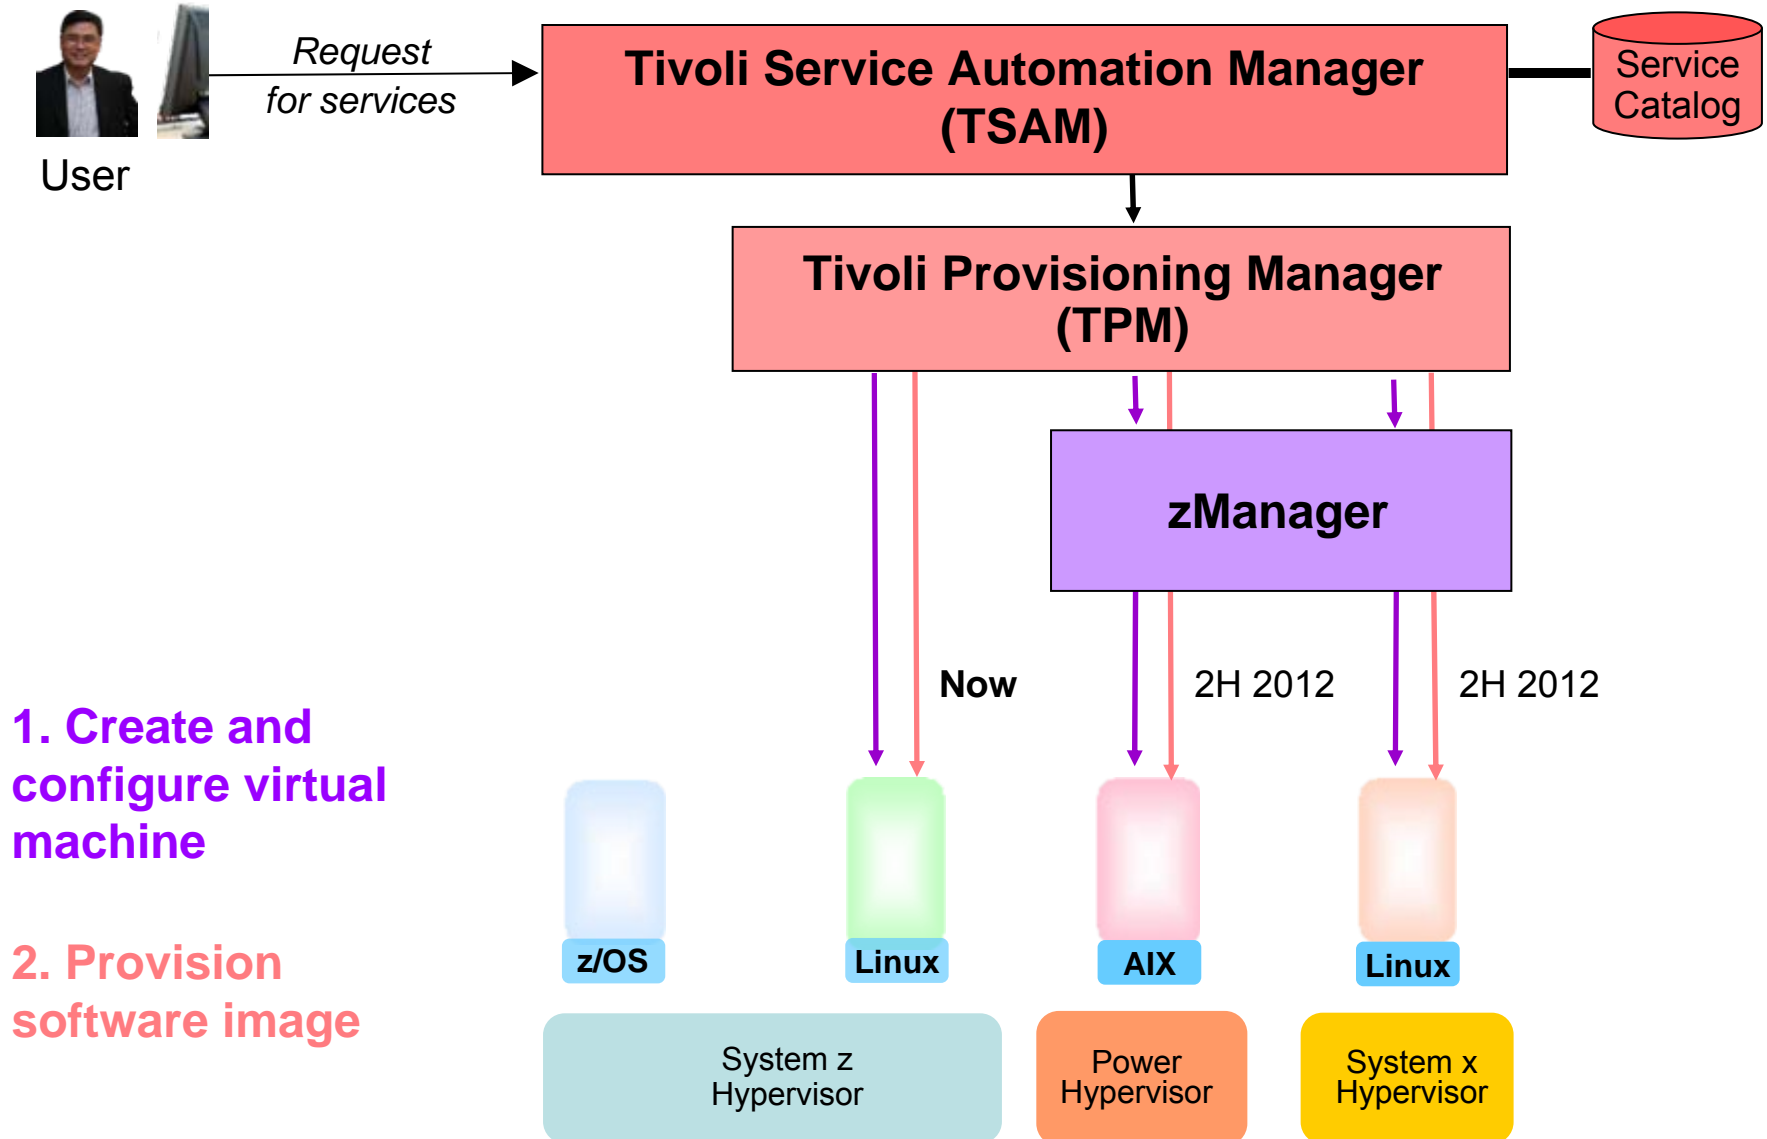 Request
for services
User
Tivoli Service Automation Manager
(TSAM)
Service
Catalog
Tivoli Provisioning Manager
(TPM)
zManager
Now
2H 2012
2H 2012
1. Create and
configure virtual
machine
2. Provision
software image
z/OS
Linux
AIX
Linux
System z
Hypervisor
Power
Hypervisor
System x
Hypervisor